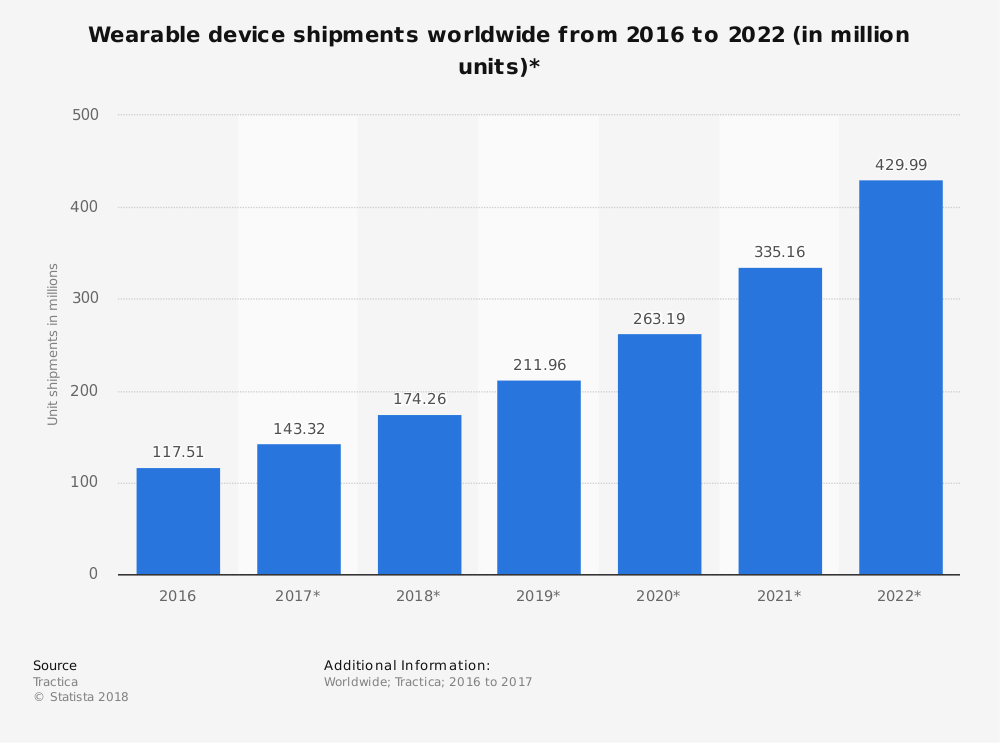 Wearable device shipments worldwide from 2016 to 2022 (in million
units)*
500
400
300
200
100
0
Unit shipments in millions
117.51
143.32
174.26
211.96
263.19
335.16
429.99
2016
2017*
2018*
2019*
2020*
2021*
2022*
Source
Tractica
© Statista 2018
Additional Information:
Worldwide; Tractica; 2016 to 2017